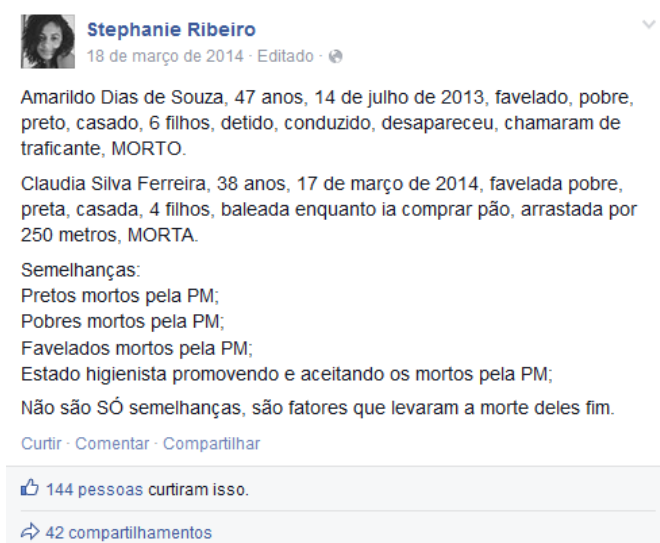 Stephanie Ribeiro
18 de março de 2014 · Editado ·
Amarildo Dias de Souza, 47 anos, 14 de julho de 2013, favelado, pobre,
preto, casado, 6 filhos, detido, conduzido, desapareceu, chamaram de
traficante, MORTO.
Claudia Silva Ferreira, 38 anos, 17 de março de 2014, favelada pobre,
preta, casada, 4 filhos, baleada enquanto ia comprar pão, arrastada por
250 metros, MORTA.
Semelhanças:
Pretos mortos pela PM;
Pobres mortos pela PM;
Favelados mortos pela PM;
Estado higienista promovendo e aceitando os mortos pela PM;
Não são SÓ semelhanças, são fatores que levaram a morte deles fim.
Curtir · Comentar · Compartilhar
144 pessoas curtiram isso.
42 compartilhamentos